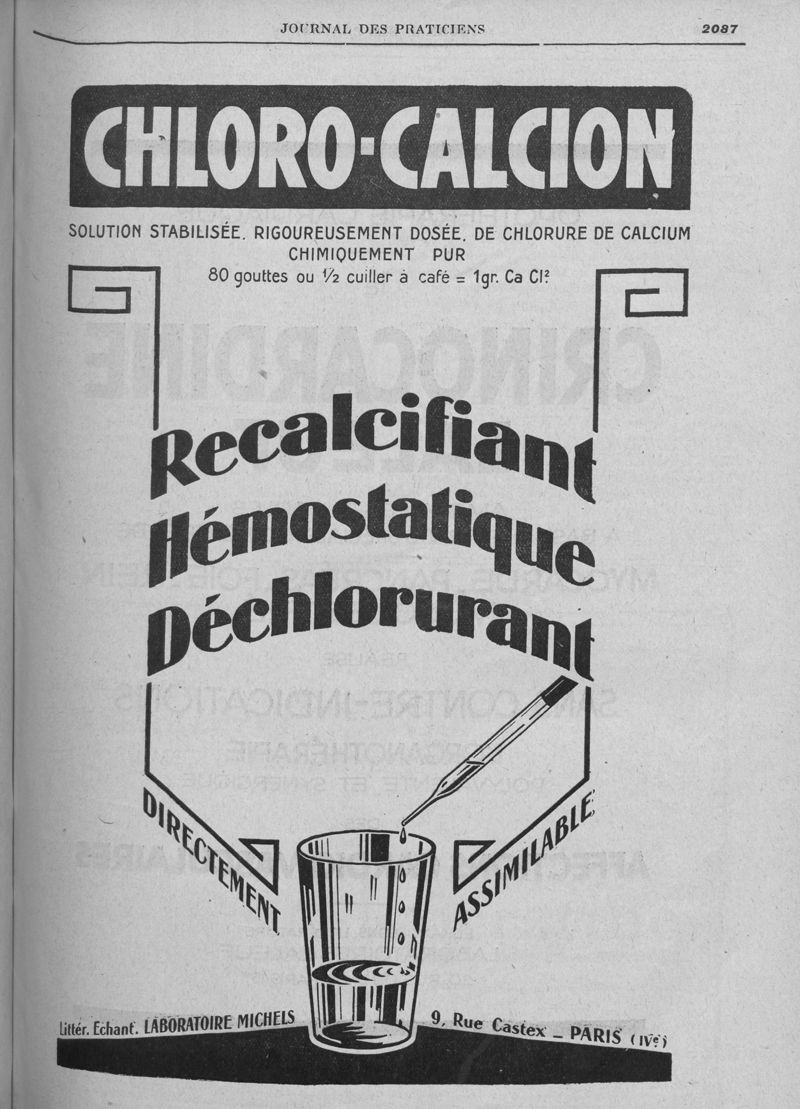 JOURNAL DES PRATICIENS
2087
CHLORO-CALCION
SOLUTION STABILISÉE, RIGOUREUSEMENT DOSÉE, DE CHLORURE DE CALCIUM
CHIMIQUEMENT PUR
80 gouttes ou ½ cuiller à café = 1gr. Ca Cl²
Recalcifiant
Hémostatique
Déchlorurant
DIRECTEMENT
ASSIMILABLE
Littér. Echant. LABORATOIRE MICHELS
9, Rue Castex - PARIS (IVe)